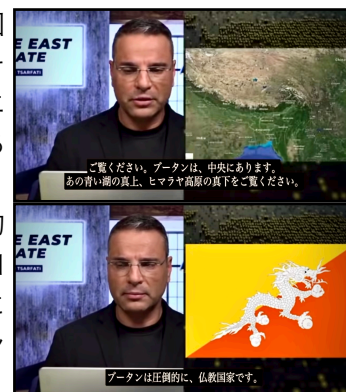 E EAST
ATE
TSARFATI
ご覧ください。ブータンは、中央にあります。
あの青い湖の真上、ヒマラヤ高原の真下をご覧ください。
E EAST
ATE
TSARFATI
ブータンは圧倒的に、仏教国家です。